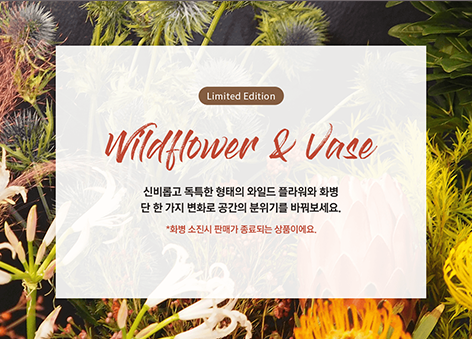 Limited Edition
Wildflower & Vase
신비롭고 독특한 형태의 와일드 플라워와 화병
단 한 가지 변화로 공간의 분위기를 바꿔보세요.
*화병 소진시 판매가 종료되는 상품이에요.